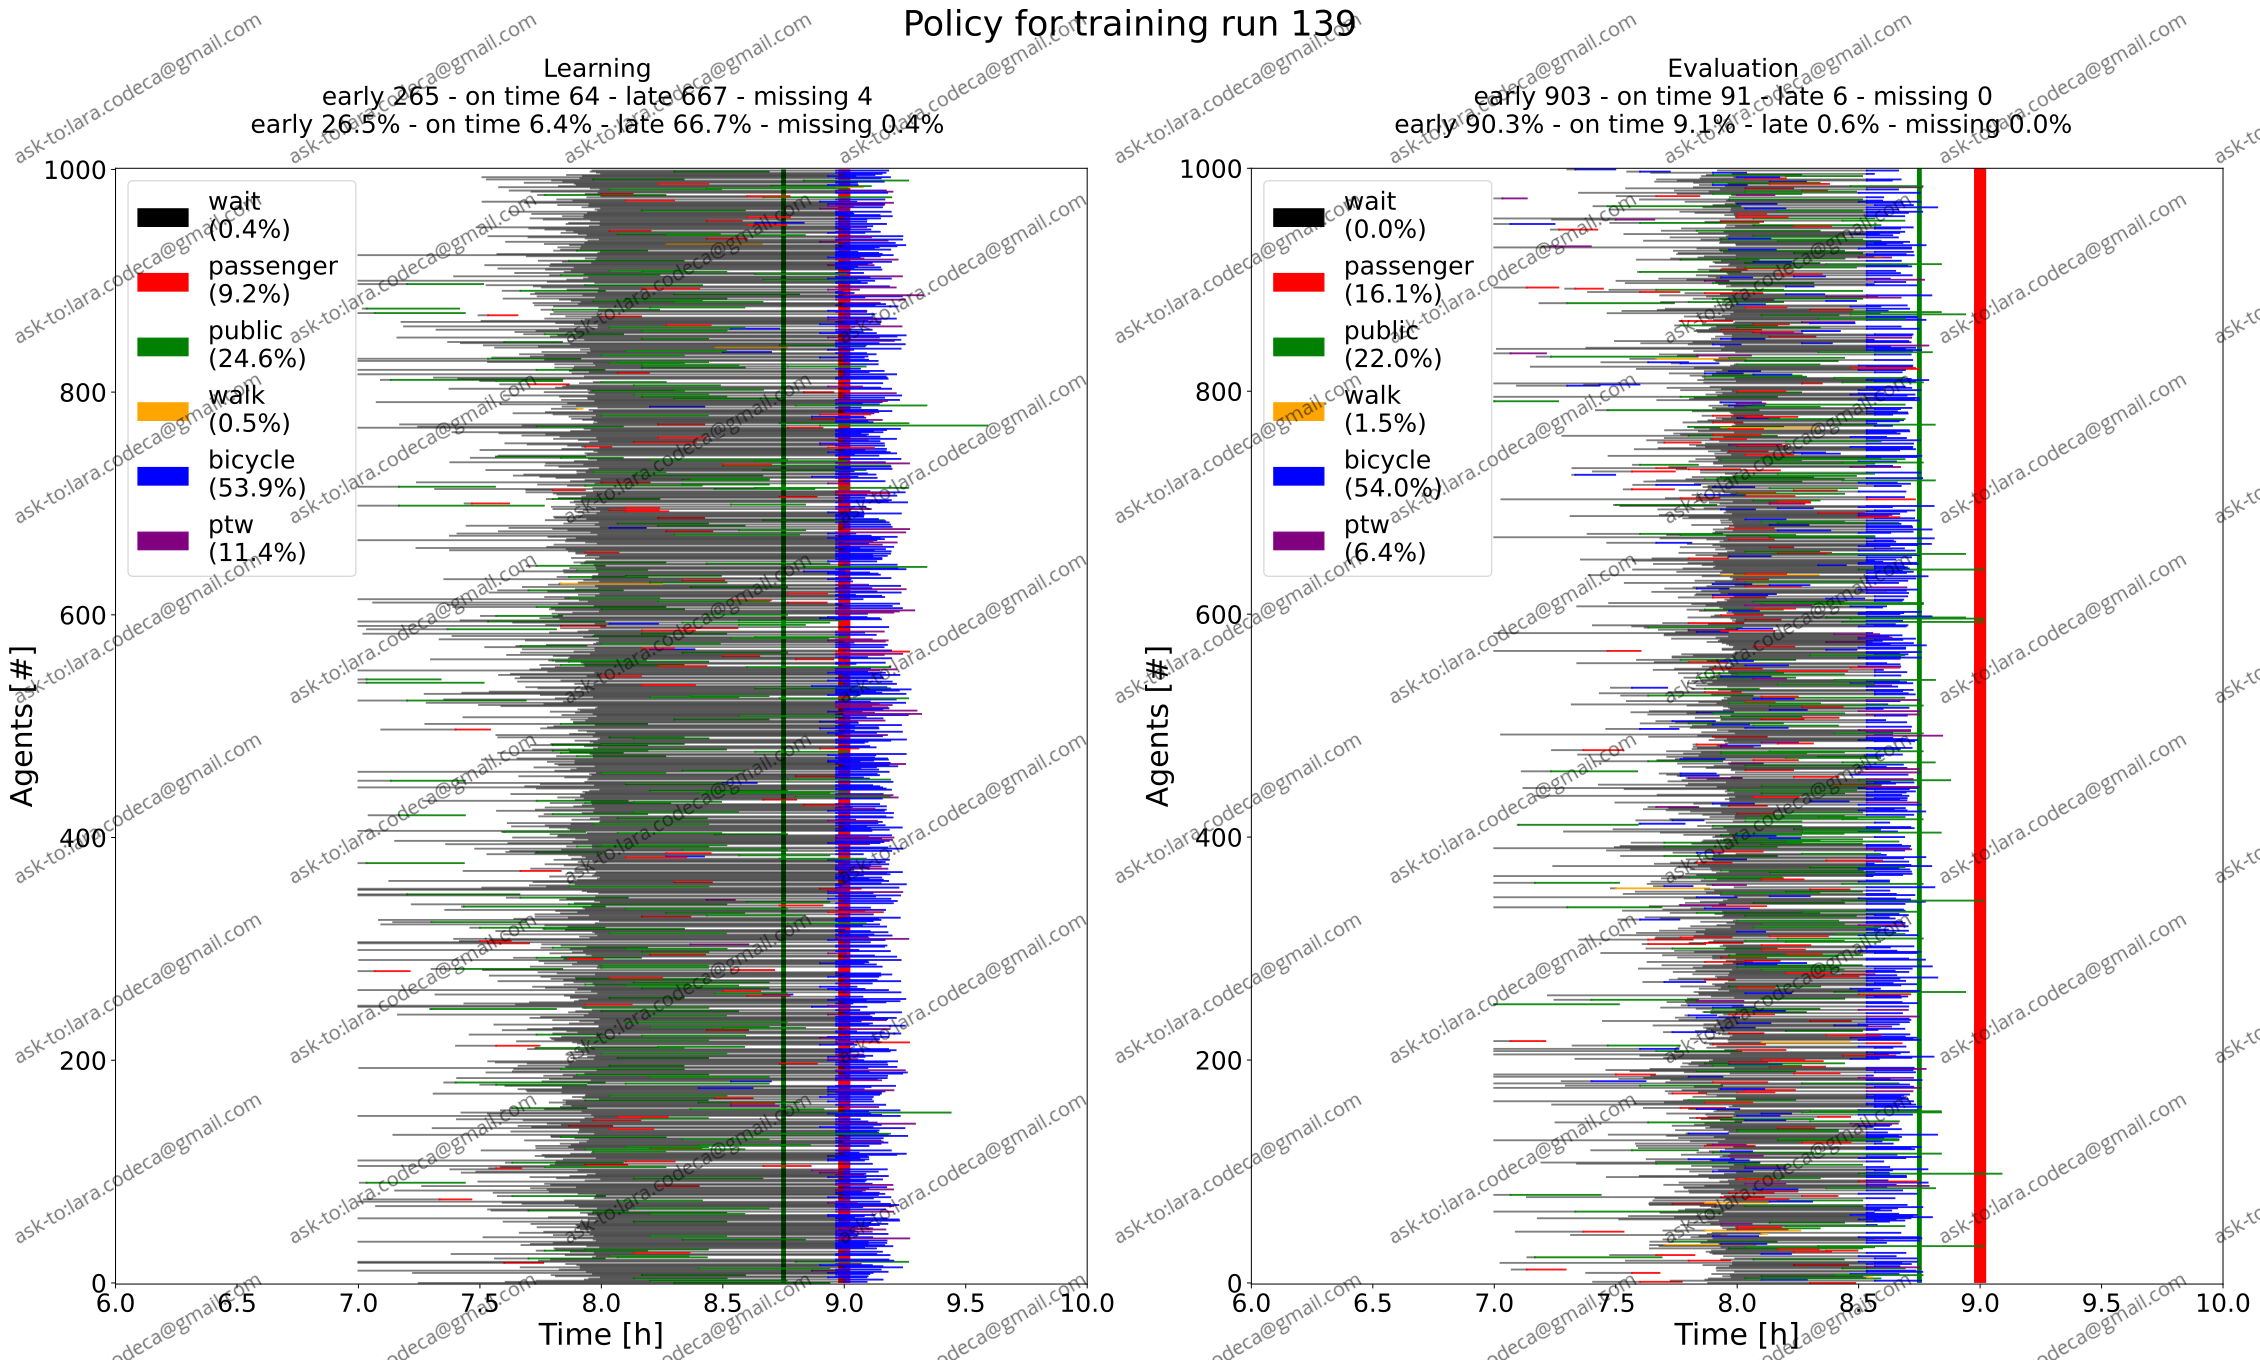 Policy for training run 139
Learning
early 265 - on time 64 - late 667 - missing 4
early 26.5% - on time 6.4% - late 66.7% - missing 0.4%
1000
800
600
400
200
0
Agents [#]
wait
(0.4%)
passenger
(9.2%)
public
(24.6%)
walk
(0.5%)
bicycle
(53.9%)
ptw
(11.4%)
6.0 6.5 7.0 7.5 8.0 8.5 9.0 9.5 10.0
Time [h]
Evaluation
early 903 - on time 91 - late 6 - missing 0
early 90.3% - on time 9.1% - late 0.6% - missing 0.0%
1000
800
600
400
200
0
Agents [#]
wait
(0.0%)
passenger
(16.1%)
public
(22.0%)
walk
(1.5%)
bicycle
(54.0%)
ptw
(6.4%)
6.0 6.5 7.0 7.5 8.0 8.5 9.0 9.5 10.0
Time [h]
ask-to:lara.codeca@gmail.com